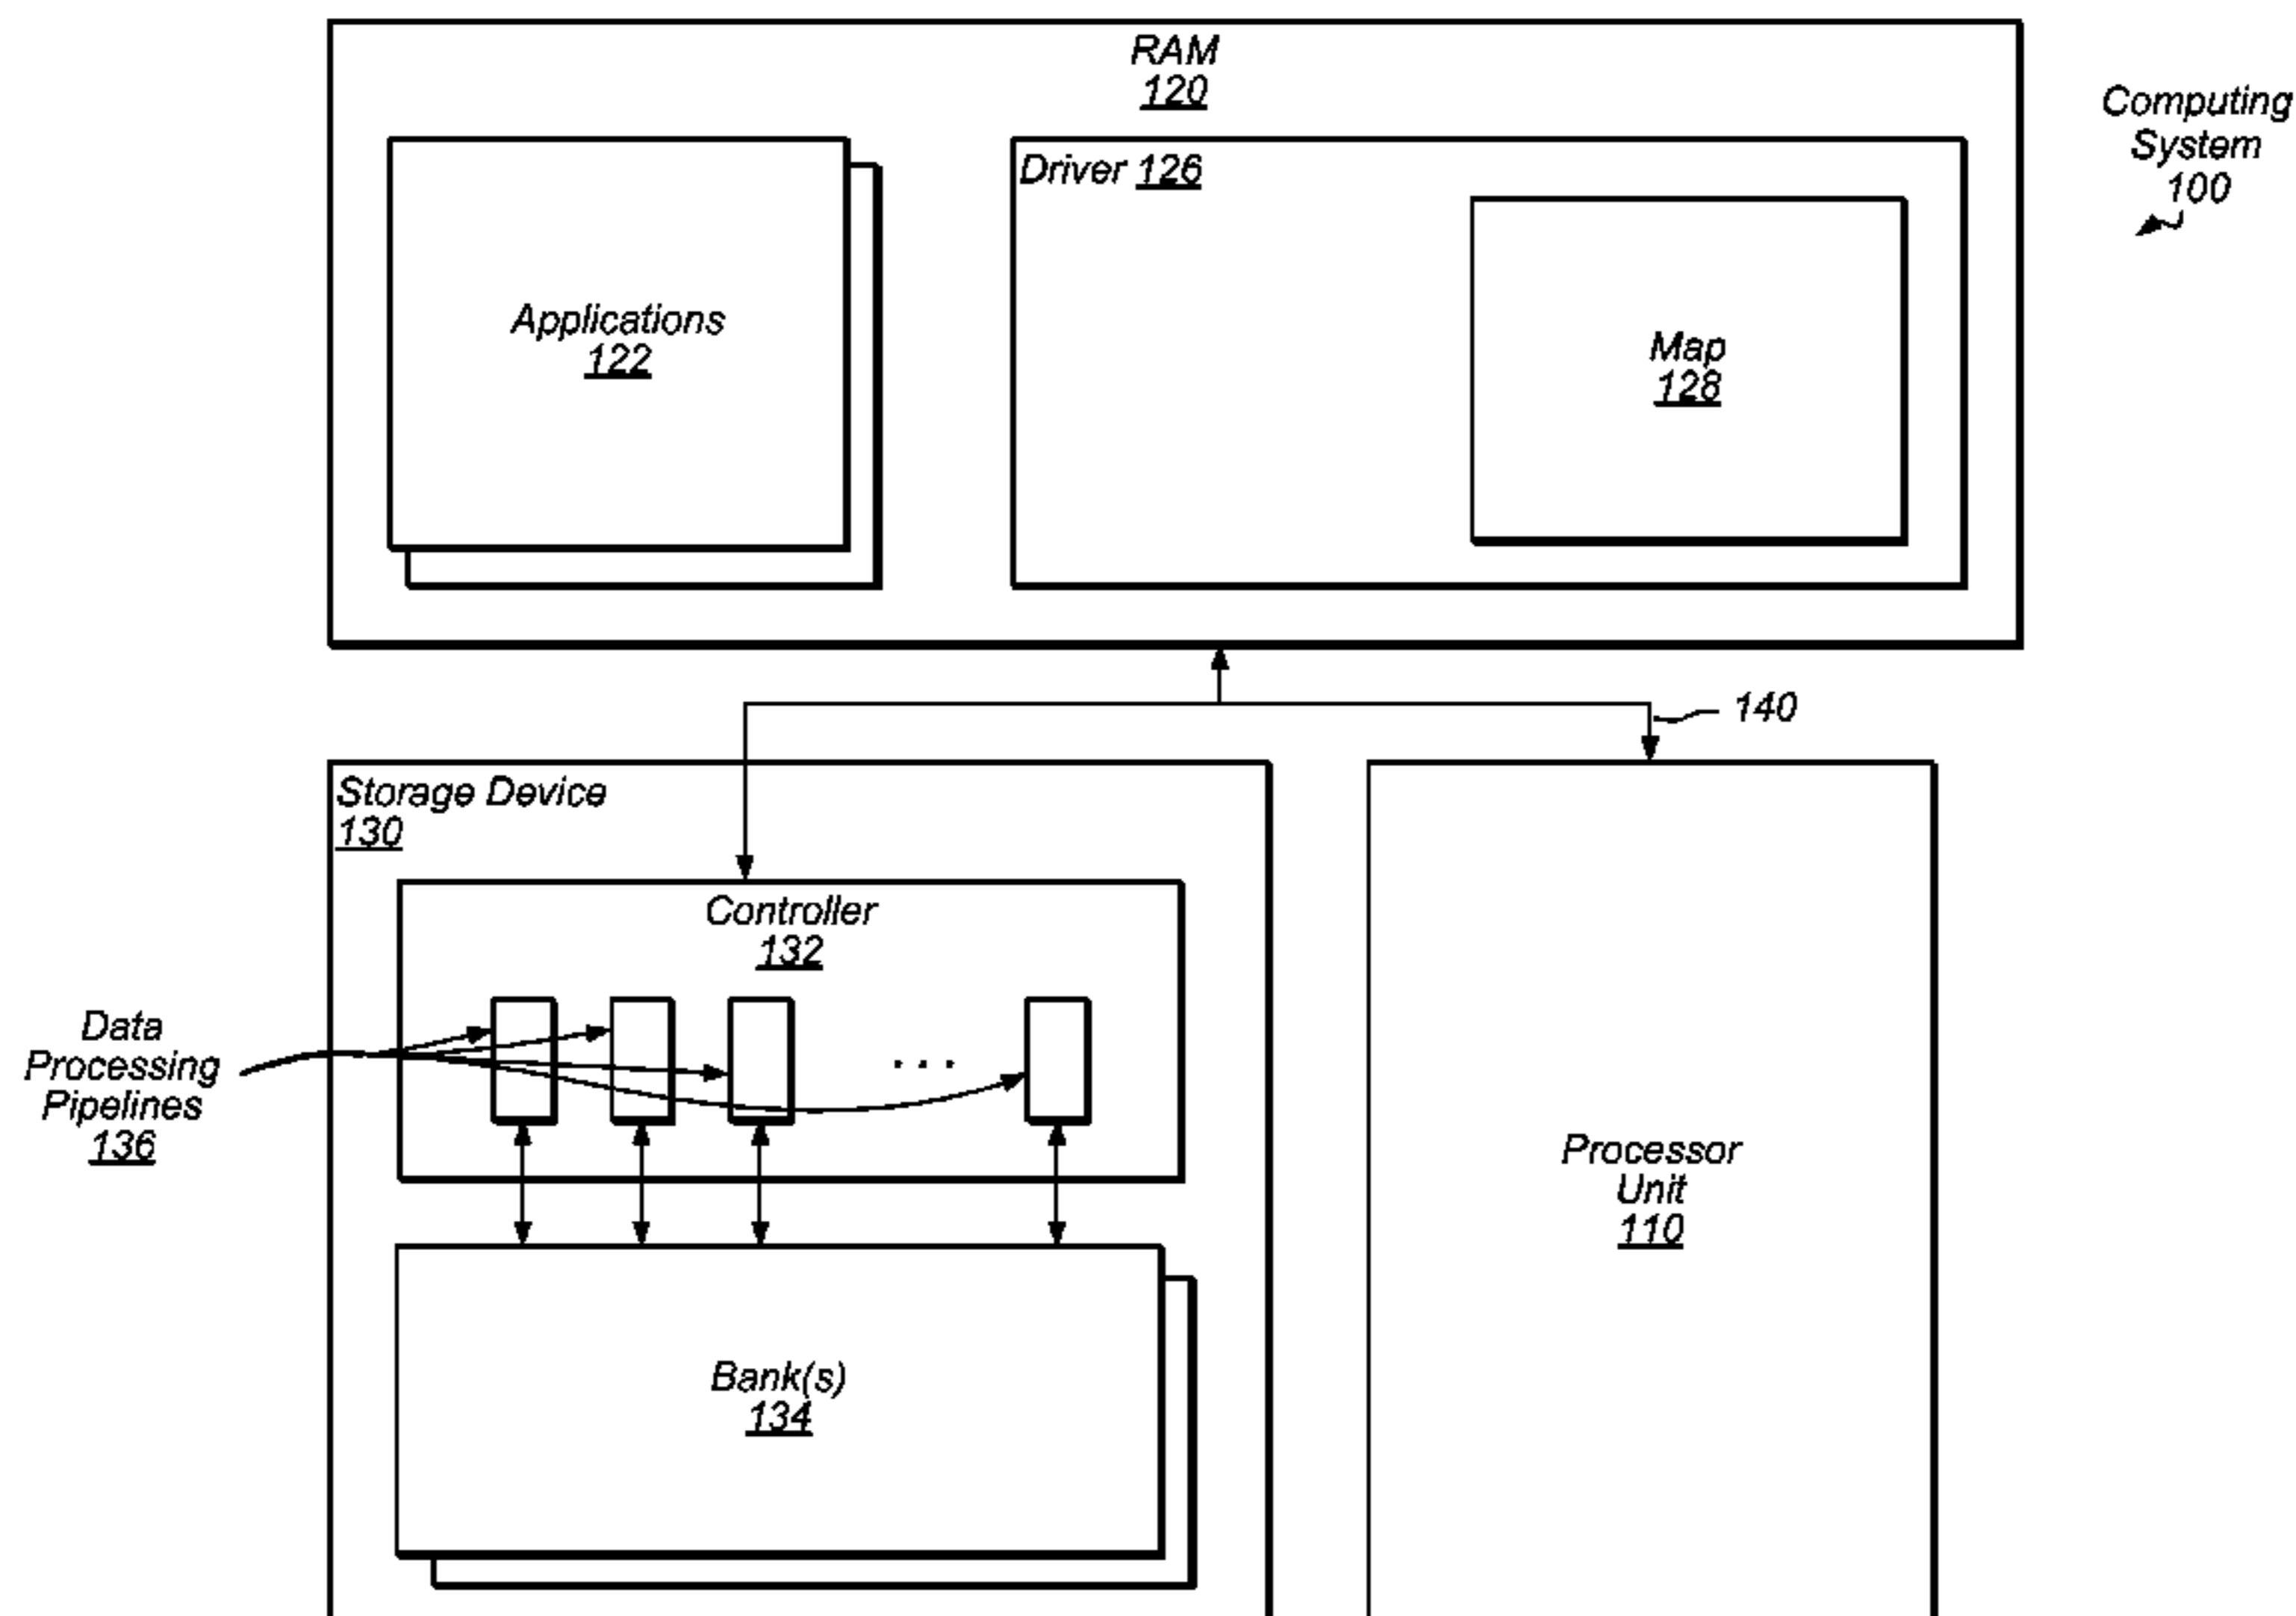 RAM
120
Computing
System
100
Driver 126
Applications
122
Map
128
140
Storage Device
130
Controller
132
Data
Processing
Pipelines
136
. . .
Processor
Unit
110
Bank(s)
134